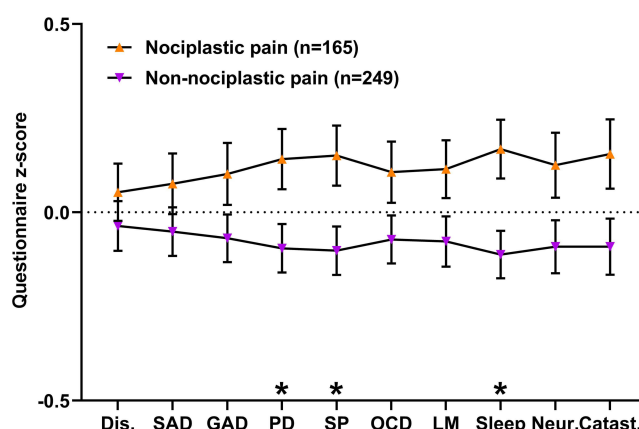 0.5
Nociplastic pain (n=165)
Non-nociplastic pain (n=249)
Questionnaire z-score
0.0
* * *
-0.5
Dis. SAD GAD PD SP OCD LM Sleep Neur. Catast.